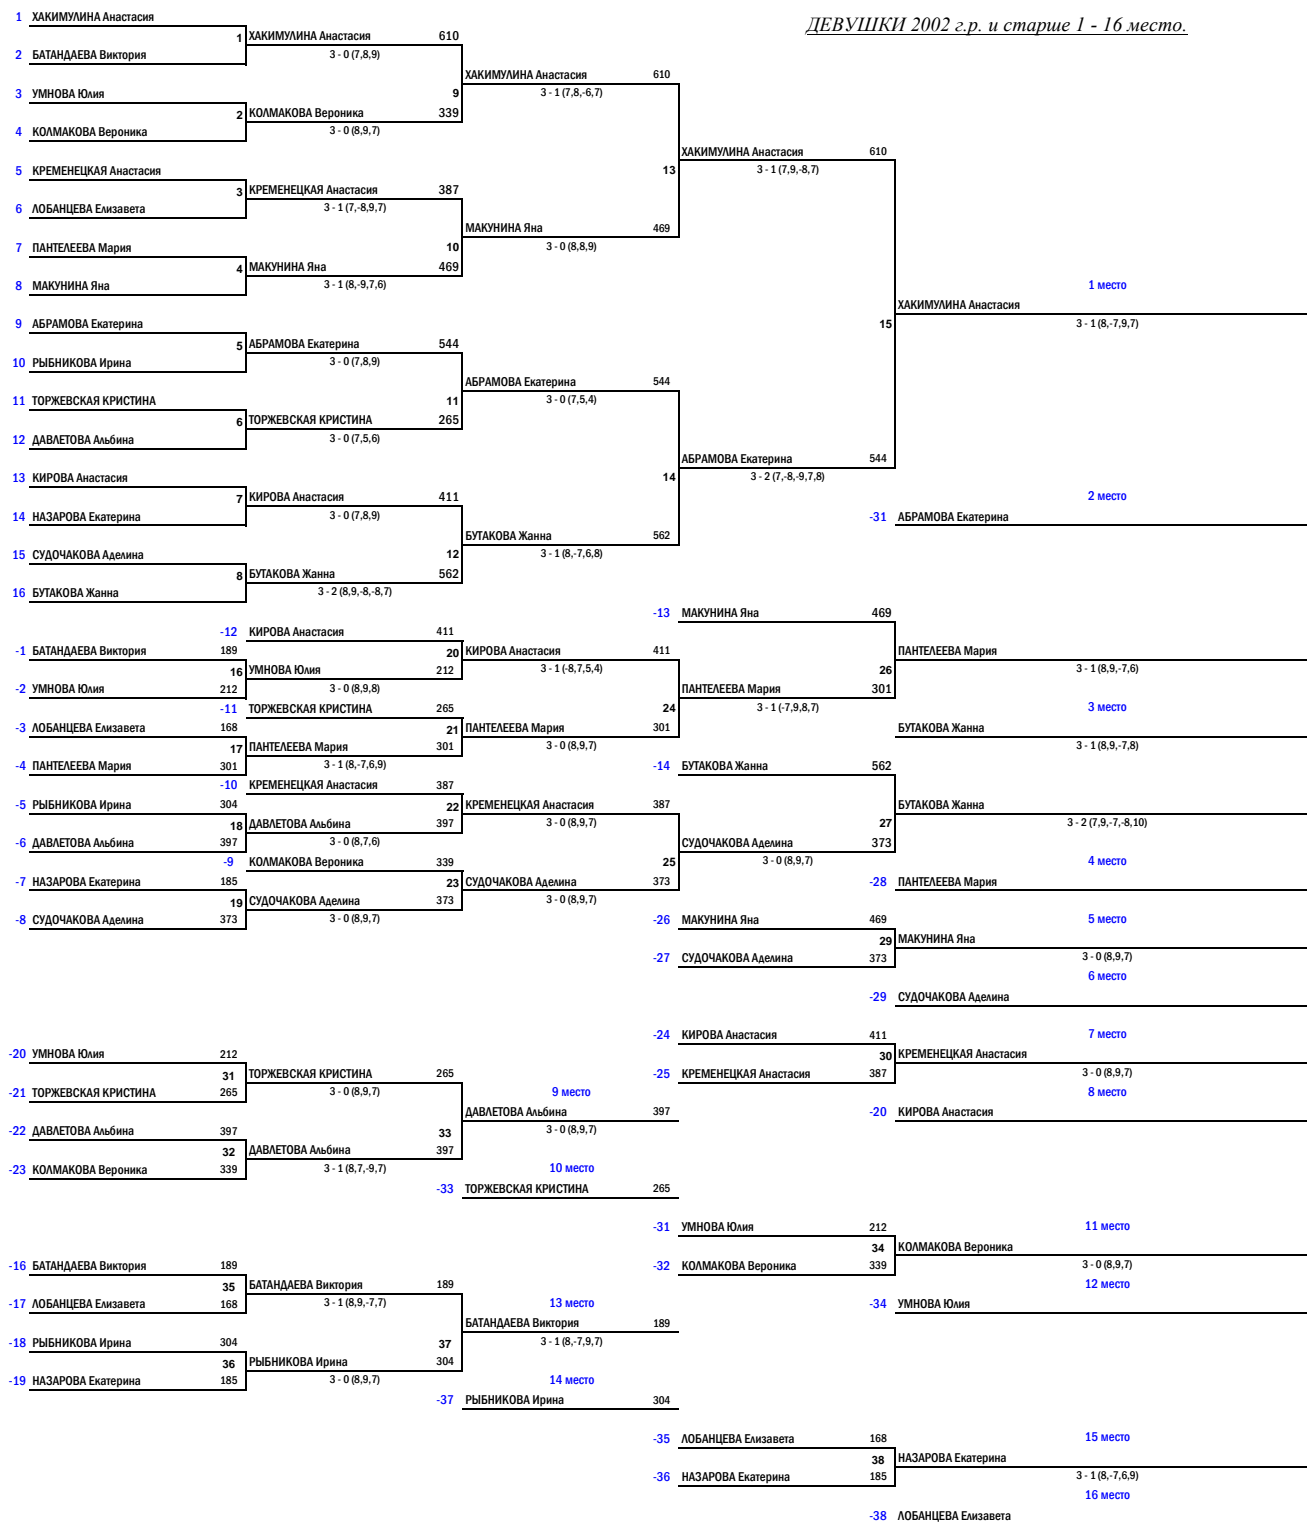 ДЕВУШКИ 2002 г.р. и старше 1 - 16 место.
1 ХАКИМУЛИНА Анастасия
1 ХАКИМУЛИНА Анастасия 610
2 БАТАНДАЕВА Виктория 3 - 0 (7,8,9)
ХАКИМУЛИНА Анастасия 610
3 УМНОВА Юлия 9 3 - 1 (7,8,-6,7)
2 КОЛМАКОВА Вероника 339
4 КОЛМАКОВА Вероника 3 - 0 (8,9,7)
ХАКИМУЛИНА Анастасия 610
5 КРЕМЕНЕЦКАЯ Анастасия 13 3 - 1 (7,9,-8,7)
3 КРЕМЕНЕЦКАЯ Анастасия 387
6 ЛОБАНЦЕВА Елизавета 3 - 1 (7,-8,9,7)
МАКУНИНА Яна 469
7 ПАНТЕЛЕЕВА Мария 10 3 - 0 (8,8,9)
4 МАКУНИНА Яна 469
8 МАКУНИНА Яна 3 - 1 (8,-9,7,6) 1 место
ХАКИМУЛИНА Анастасия
9 АБРАМОВА Екатерина 15 3 - 1 (8,-7,9,7)
5 АБРАМОВА Екатерина 544
10 РЫБНИКОВА Ирина 3 - 0 (7,8,9)
АБРАМОВА Екатерина 544
11 ТОРЖЕВСКАЯ КРИСТИНА 11 3 - 0 (7,5,4)
6 ТОРЖЕВСКАЯ КРИСТИНА 265
12 ДАВЛЕТОВА Альбина 3 - 0 (7,5,6)
АБРАМОВА Екатерина 544
13 КИРОВА Анастасия 14 3 - 2 (7,-8,-9,7,8)
7 КИРОВА Анастасия 411 2 место
14 НАЗАРОВА Екатерина 3 - 0 (7,8,9) -31 АБРАМОВА Екатерина
БУТАКОВА Жанна 562
15 СУДОЧАКОВА Аделина 12 3 - 1 (8,-7,6,8)
8 БУТАКОВА Жанна 562
16 БУТАКОВА Жанна 3 - 2 (8,9,-8,-8,7)
-13 МАКУНИНА Яна 469
-12 КИРОВА Анастасия 411
-1 БАТАНДАЕВА Виктория 189 20 КИРОВА Анастасия 411 ПАНТЕЛЕЕВА Мария
16 УМНОВА Юлия 212 3 - 1 (-8,7,5,4) 26 3 - 1 (8,9,-7,6)
-2 УМНОВА Юлия 212 3 - 0 (8,9,8) ПАНТЕЛЕЕВА Мария 301
-11 ТОРЖЕВСКАЯ КРИСТИНА 265 24 3 - 1 (-7,9,8,7) 3 место
-3 ЛОБАНЦЕВА Елизавета 168 21 ПАНТЕЛЕЕВА Мария 301 БУТАКОВА Жанна
17 ПАНТЕЛЕЕВА Мария 301 3 - 0 (8,9,7) 3 - 1 (8,9,-7,8)
-4 ПАНТЕЛЕЕВА Мария 301 3 - 1 (8,-7,6,9) -14 БУТАКОВА Жанна 562
-10 КРЕМЕНЕЦКАЯ Анастасия 387
-5 РЫБНИКОВА Ирина 304 22 КРЕМЕНЕЦКАЯ Анастасия 387 БУТАКОВА Жанна
18 ДАВЛЕТОВА Альбина 397 3 - 0 (8,9,7) 27 3 - 2 (7,9,-7,-8,10)
-6 ДАВЛЕТОВА Альбина 397 3 - 0 (8,7,6) СУДОЧАКОВА Аделина 373
-9 КОЛМАКОВА Вероника 339 25 3 - 0 (8,9,7) 4 место
-7 НАЗАРОВА Екатерина 185 23 СУДОЧАКОВА Аделина 373 -28 ПАНТЕЛЕЕВА Мария
19 СУДОЧАКОВА Аделина 373 3 - 0 (8,9,7)
-8 СУДОЧАКОВА Аделина 373 3 - 0 (8,9,7) -26 МАКУНИНА Яна 469 5 место
29 МАКУНИНА Яна
-27 СУДОЧАКОВА Аделина 373 3 - 0 (8,9,7)
6 место
-29 СУДОЧАКОВА Аделина
-24 КИРОВА Анастасия 411 7 место
-20 УМНОВА Юлия 212 30 КРЕМЕНЕЦКАЯ Анастасия
31 ТОРЖЕВСКАЯ КРИСТИНА 265 -25 КРЕМЕНЕЦКАЯ Анастасия 387 3 - 0 (8,9,7)
-21 ТОРЖЕВСКАЯ КРИСТИНА 265 3 - 0 (8,9,7) 9 место 8 место
ДАВЛЕТОВА Альбина 397 -20 КИРОВА Анастасия
-22 ДАВЛЕТОВА Альбина 397 33 3 - 0 (8,9,7)
32 ДАВЛЕТОВА Альбина 397
-23 КОЛМАКОВА Вероника 339 3 - 1 (8,7,-9,7) 10 место
-33 ТОРЖЕВСКАЯ КРИСТИНА 265
-31 УМНОВА Юлия 212 11 место
34 КОЛМАКОВА Вероника
-16 БАТАНДАЕВА Виктория 189 -32 КОЛМАКОВА Вероника 339 3 - 0 (8,9,7)
35 БАТАНДАЕВА Виктория 189 12 место
-17 ЛОБАНЦЕВА Елизавета 168 3 - 1 (8,9,-7,7) 13 место -34 УМНОВА Юлия
БАТАНДАЕВА Виктория 189
-18 РЫБНИКОВА Ирина 304 37 3 - 1 (8,-7,9,7)
36 РЫБНИКОВА Ирина 304
-19 НАЗАРОВА Екатерина 185 3 - 0 (8,9,7) 14 место
-37 РЫБНИКОВА Ирина 304
-35 ЛОБАНЦЕВА Елизавета 168 15 место
38 НАЗАРОВА Екатерина
-36 НАЗАРОВА Екатерина 185 3 - 1 (8,-7,6,9)
16 место
-38 ЛОБАНЦЕВА Елизавета